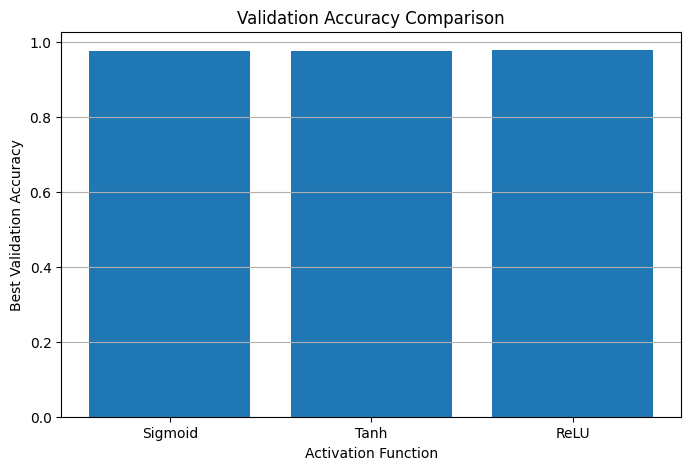 Validation Accuracy Comparison
Best Validation Accuracy
1.0
0.8
0.6
0.4
0.2
0.0
Sigmoid Tanh ReLU
Activation Function